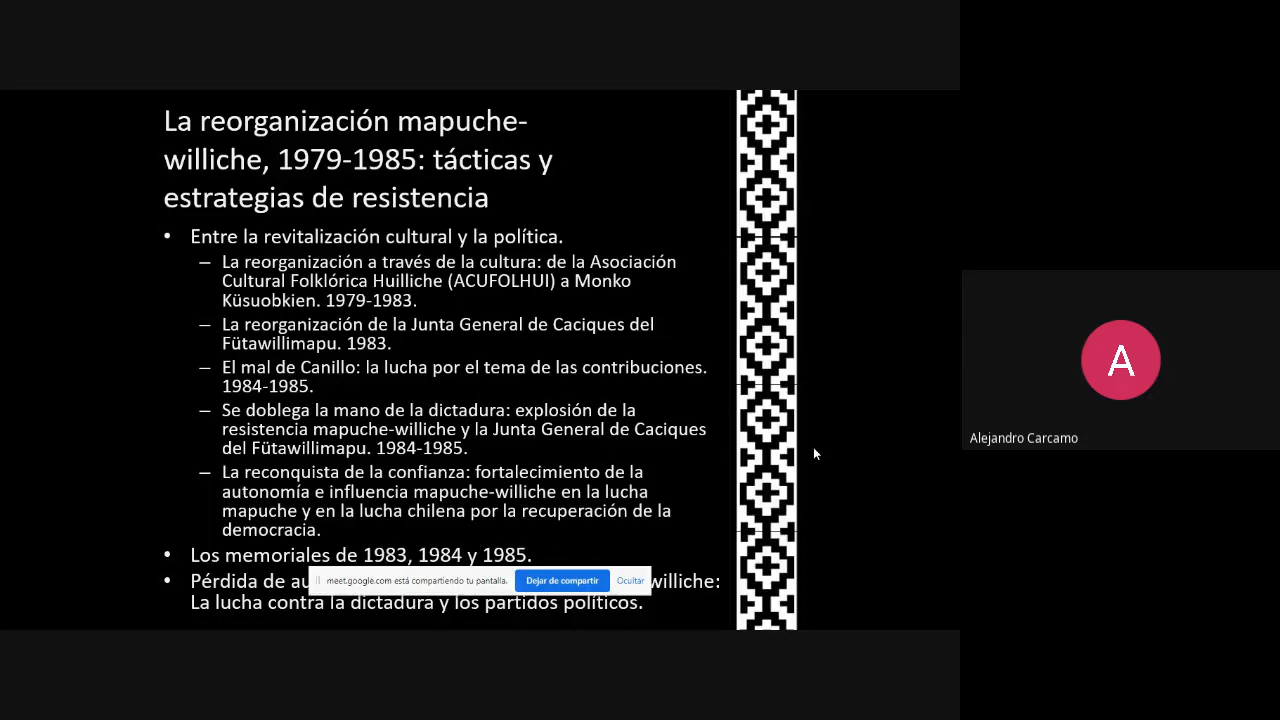 La reorganización mapuche-
williche, 1979-1985: tácticas y
estrategias de resistencia
• Entre la revitalización cultural y la política.
– La reorganización a través de la cultura: de la Asociación
Cultural Folklórica Huilliche (ACUFOLHUI) a Monko
Küsuobkien. 1979-1983.
– La reorganización de la Junta General de Caciques del
Fütawillimapu. 1983.
– El mal de Canillo: la lucha por el tema de las contribuciones.
1984-1985.
– Se doblega la mano de la dictadura: explosión de la
resistencia mapuche-williche y la Junta General de Caciques
del Fütawillimapu. 1984-1985.
– La reconquista de la confianza: fortalecimiento de la
autonomía e influencia mapuche-williche en la lucha
mapuche y en la lucha chilena por la recuperación de la
democracia.
• Los memoriales de 1983, 1984 y 1985.
• Pérdida de williche:
La lucha contra la dictadura y los partidos políticos.
meet.google.com está compartiendo tu pantalla. Dejar de compartir Ocultar
A
Alejandro Carcamo